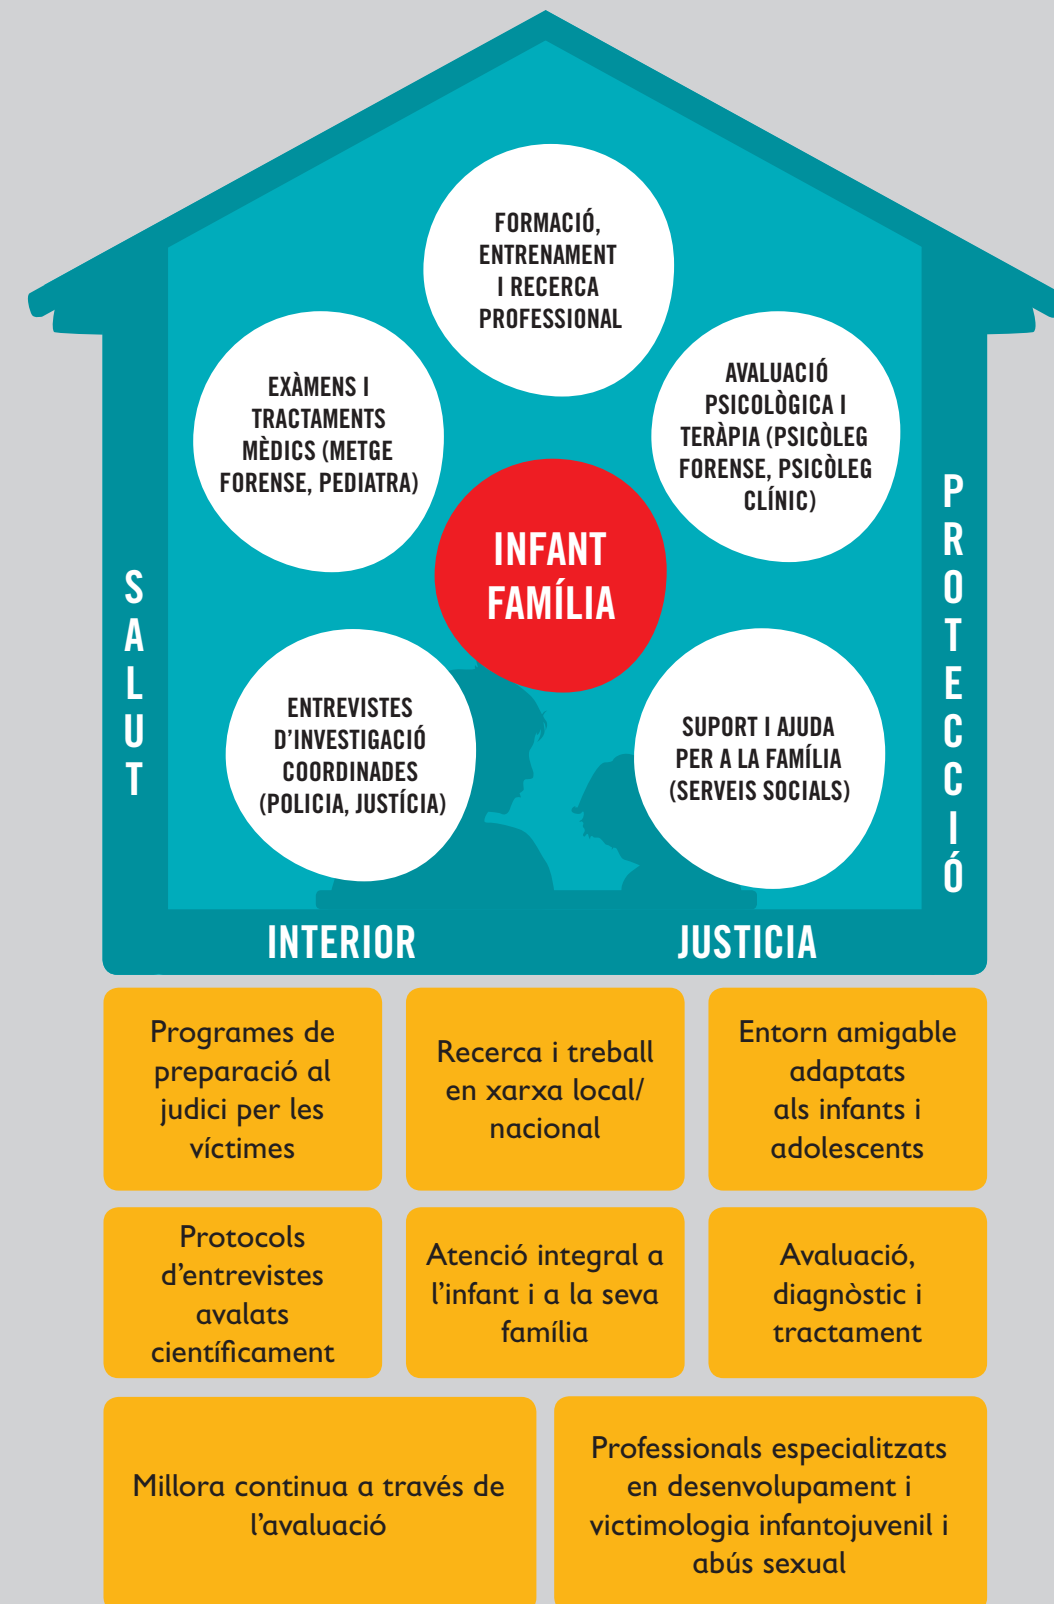 FORMACIÓ,
ENTRENAMENT
I RECERCA
PROFESSIONAL
EXÀMENS I
TRACTAMENTS
MÈDICS (METGE
FORENSE, PEDIATRA)
AVALUACIÓ
PSICOLÒGICA I
TERÀPIA (PSICÒLEG
FORENSE, PSICÒLEG
CLÍNIC)
INFANT
FAMÍLIA
ENTREVISTES
D'INVESTIGACIÓ
COORDINADES
(POLICIA, JUSTÍCIA)
SUPORT I AJUDA
PER A LA FAMÍLIA
(SERVEIS SOCIALS)
SALUT
PROTECCIÓ
INTERIOR
JUSTICIA
Programes de
preparació al
judici per les
víctimes
Recerca i treball
en xarxa local/
nacional
Entorn amigable
adaptats
als infants i
adolescents
Protocols
d'entrevistes
avalats
científicament
Atenció integral a
l'infant i a la seva
família
Avaluació,
diagnòstic i
tractament
Millora continua a través de
l'avaluació
Professionals especialitzats
en desenvolupament i
victimologia infantojuvenil i
abús sexual